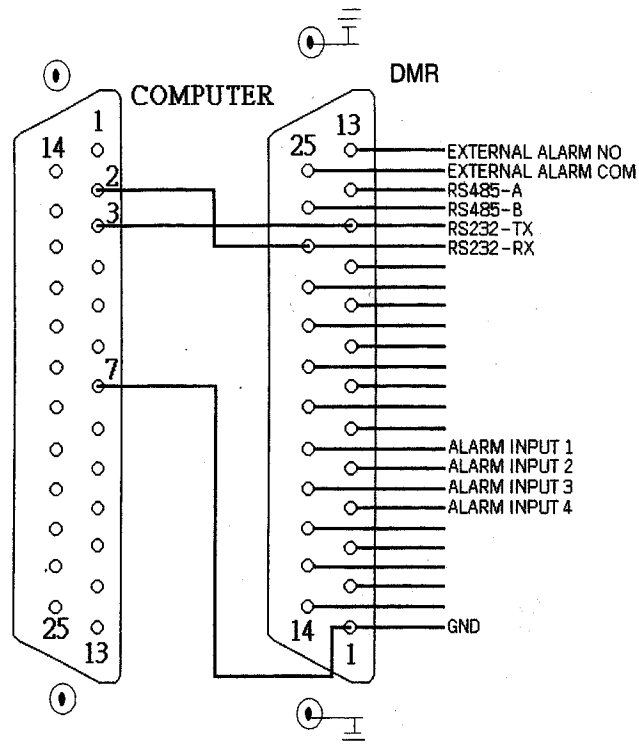 DMR
COMPUTER
1
14
2
3
7
25
13
13
25
EXTERNAL ALARM NO
EXTERNAL ALARM COM
RS485-A
RS485-B
RS232-TX
RS232-RX
ALARM INPUT 1
ALARM INPUT 2
ALARM INPUT 3
ALARM INPUT 4
GND
14
1